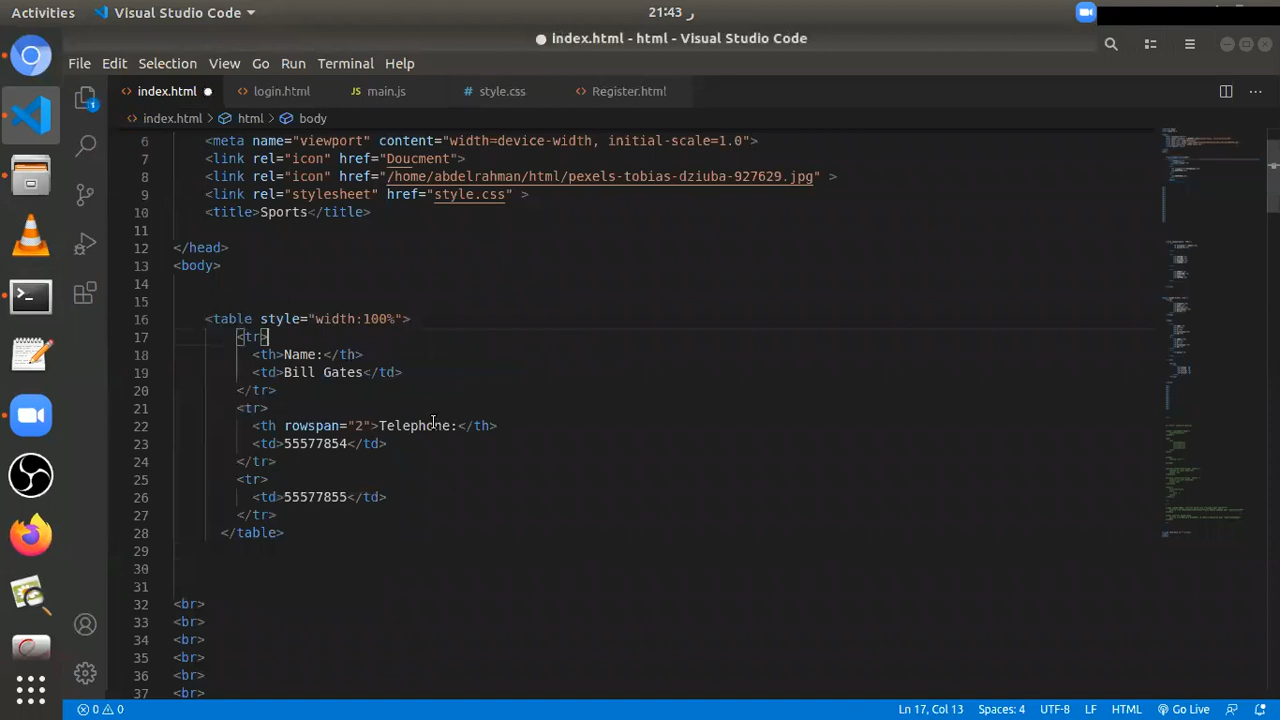 Activities Visual Studio Code 21:43 ر
index.html - html - Visual Studio Code
File Edit Selection View Go Run Terminal Help
index.html login.html main.js style.css Register.html
index.html html body
6 <meta name="viewport" content="width=device-width, initial-scale=1.0">
7 <link rel="icon" href="Doucment">
8 <link rel="icon" href="/home/abdelrahman/html/pexels-tobias-dziuba-927629.jpg" >
9 <link rel="stylesheet" href="style.css" >
10 <title>Sports</title>
11
12 </head>
13 <body>
14
15
16 <table style="width:100%">
17 <tr>
18 <th>Name:</th>
19 <td>Bill Gates</td>
20 </tr>
21 <tr>
22 <th rowspan="2">Telephone:</th>
23 <td>55577854</td>
24 </tr>
25 <tr>
26 <td>55577855</td>
27 </tr>
28 </table>
29
30
31
32 <br>
33 <br>
34 <br>
35 <br>
36 <br>
37 <br>
1
0 0 Ln 17, Col 13 Spaces: 4 UTF-8 LF HTML Go Live